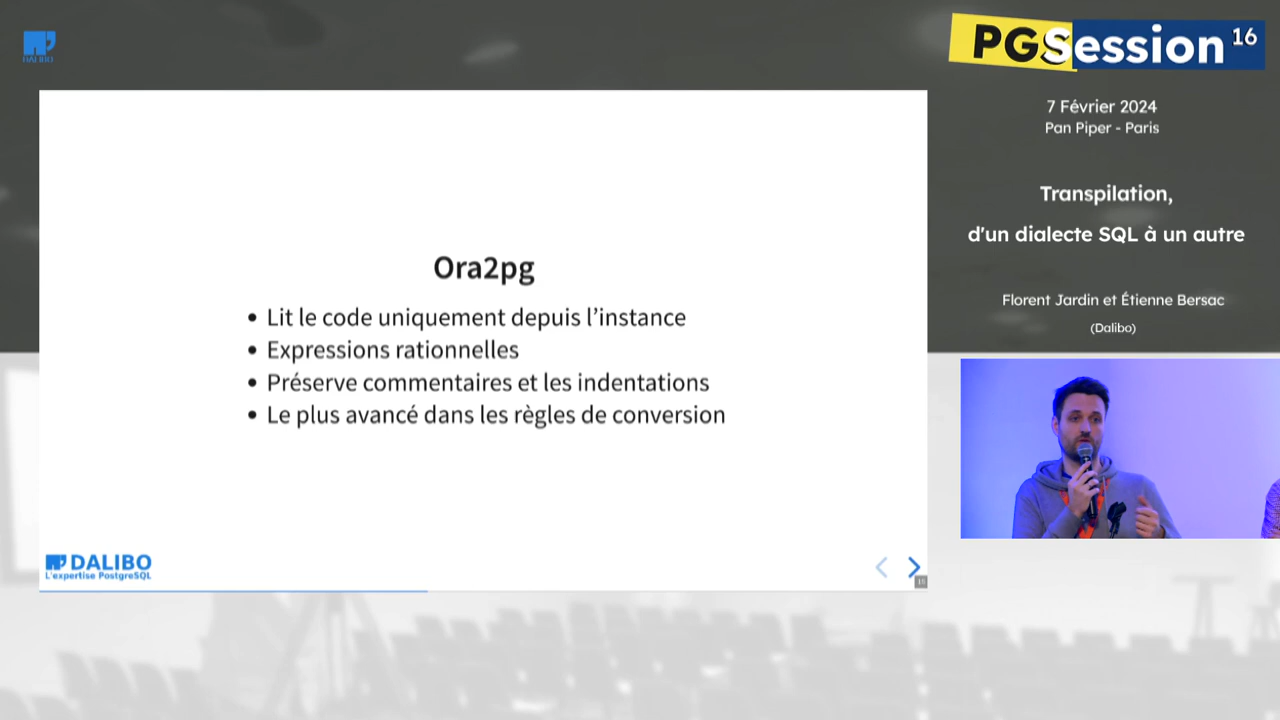 DALIBO
PGSession 16
7 Février 2024
Pan Piper - Paris
Transpilation,
d'un dialecte SQL à un autre
Florent Jardin et Étienne Bersac
(Dalibo)
Ora2pg
• Lit le code uniquement depuis l’instance
• Expressions rationnelles
• Préserve commentaires et les indentations
• Le plus avancé dans les règles de conversion
DALIBO
L'expertise PostgreSQL